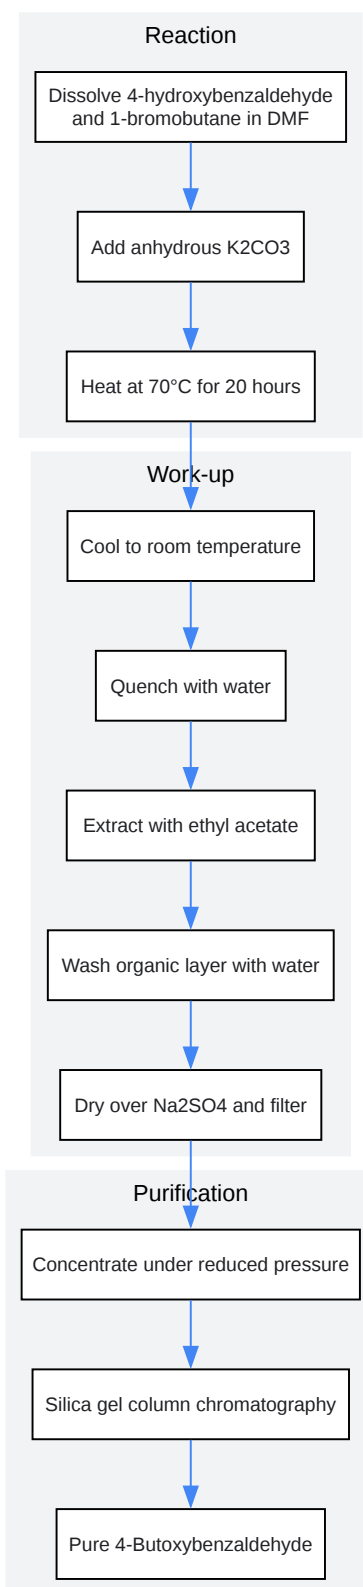 Reaction
Dissolve 4-hydroxybenzaldehyde
and 1-bromobutane in DMF
Add anhydrous K2CO3
Heat at 70°C for 20 hours
Work-up
Cool to room temperature
Quench with water
Extract with ethyl acetate
Wash organic layer with water
Dry over Na2SO4 and filter
Purification
Concentrate under reduced pressure
Silica gel column chromatography
Pure 4-Butoxybenzaldehyde